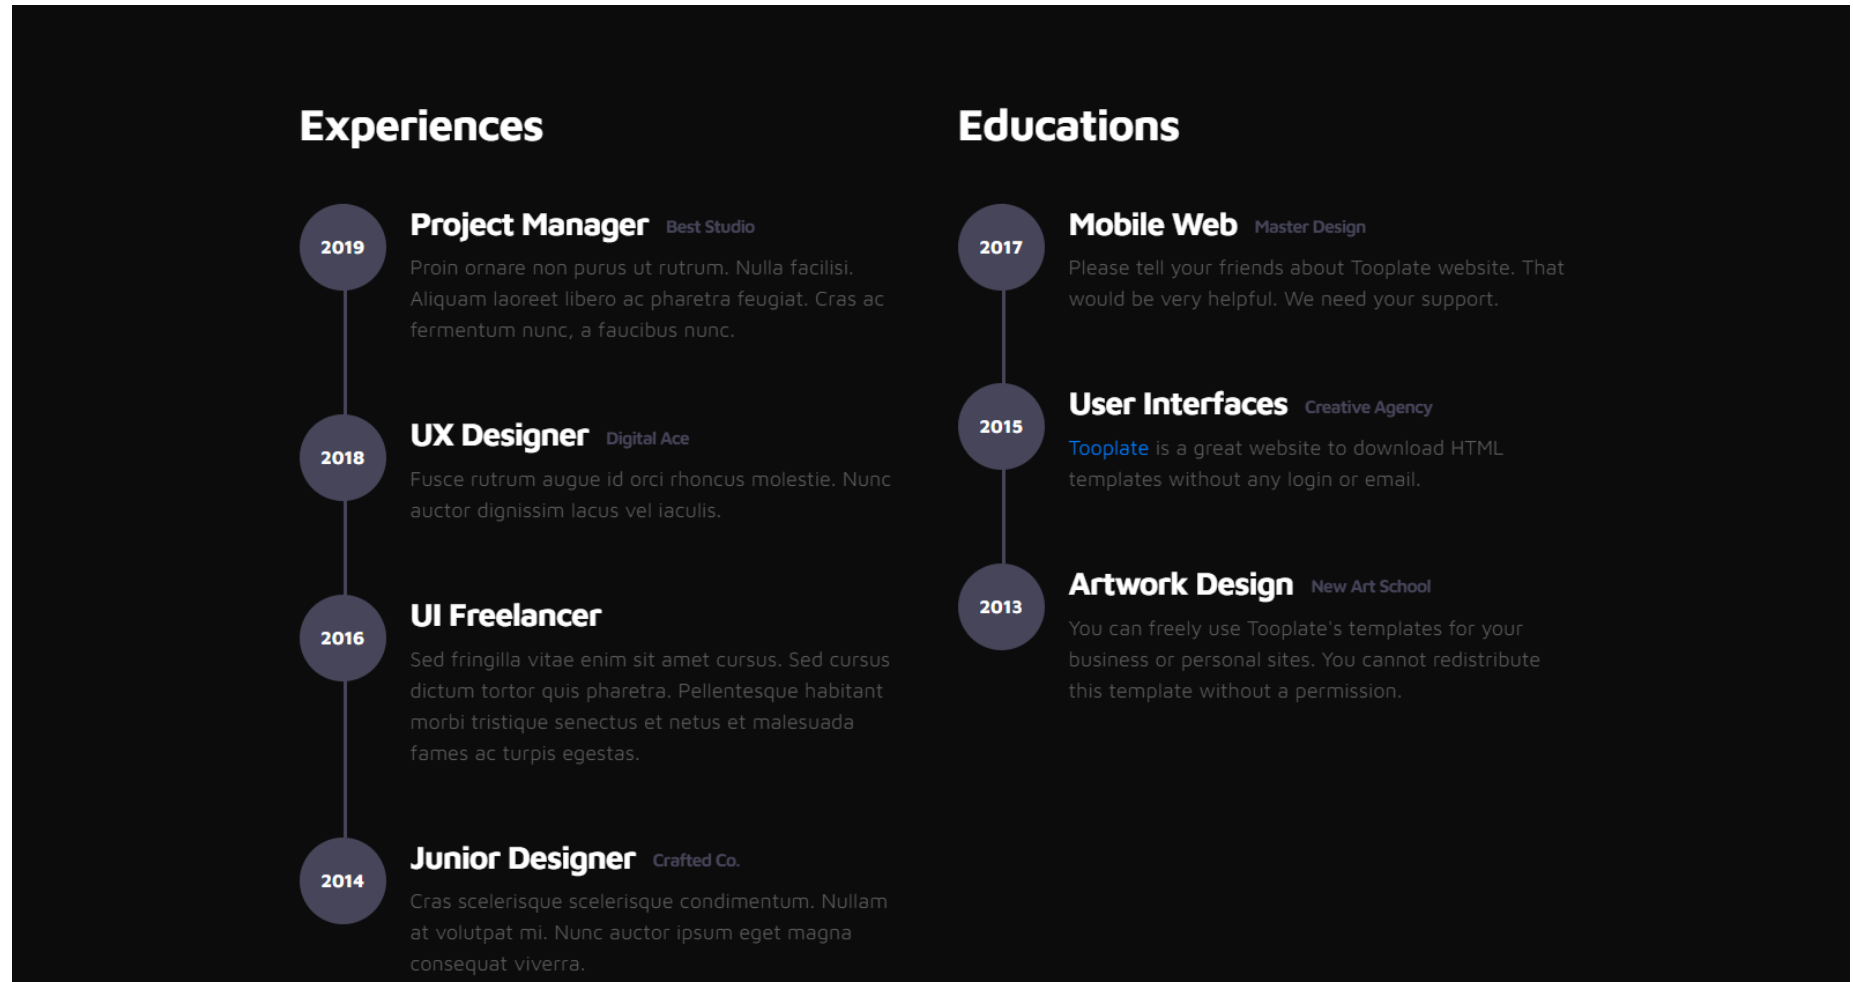 Experiences
2019
Project Manager Best Studio
Proin ornare non purus ut rutrum. Nulla facilisi.
Aliquam laoreet libero ac pharetra feugiat. Cras ac
fermentum nunc, a faucibus nunc.
2018
UX Designer Digital Ace
Fusce rutrum augue id orci rhoncus molestie. Nunc
auctor dignissim lacus vel iaculis.
2016
UI Freelancer
Sed fringilla vitae enim sit amet cursus. Sed cursus
dictum tortor quis pharetra. Pellentesque habitant
morbi tristique senectus et netus et malesuada
fames ac turpis egestas.
2014
Junior Designer Crafted Co.
Cras scelerisque scelerisque condimentum. Nullam
at volutpat mi. Nunc auctor ipsum eget magna
consequat viverra.
Educations
2017
Mobile Web Master Design
Please tell your friends about Tooplate website. That
would be very helpful. We need your support.
2015
User Interfaces Creative Agency
Tooplate is a great website to download HTML
templates without any login or email.
2013
Artwork Design New Art School
You can freely use Tooplate's templates for your
business or personal sites. You cannot redistribute
this template without a permission.